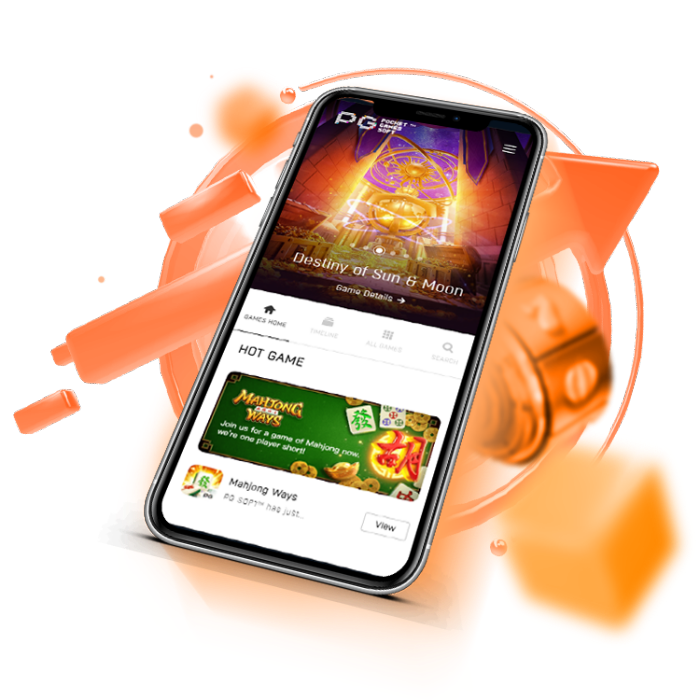 PG POCKET GAMES SOFT™
Destiny of Sun & Moon
Game Details →
GAMES HOME
TIMELINE
ALL GAMES
SEARCH
HOT GAME
MAHJONG
WAYS
發
Join us for a game of Mahjong now,
we're one player short!
胡
Mahjong Ways
PG SOFT™ has just...
View